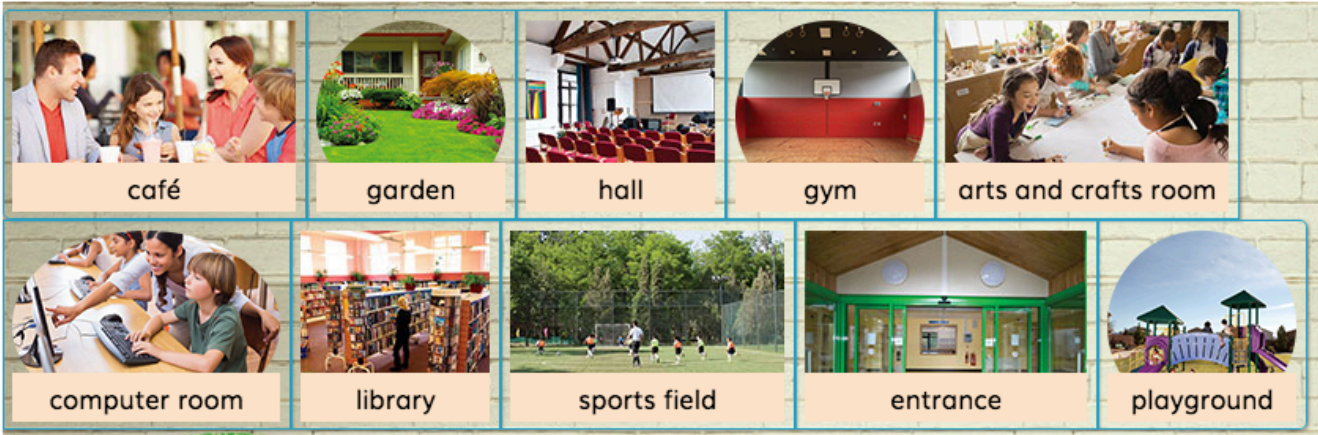 café
garden
hall
gym
arts and crafts room
computer room
library
sports field
entrance
playground